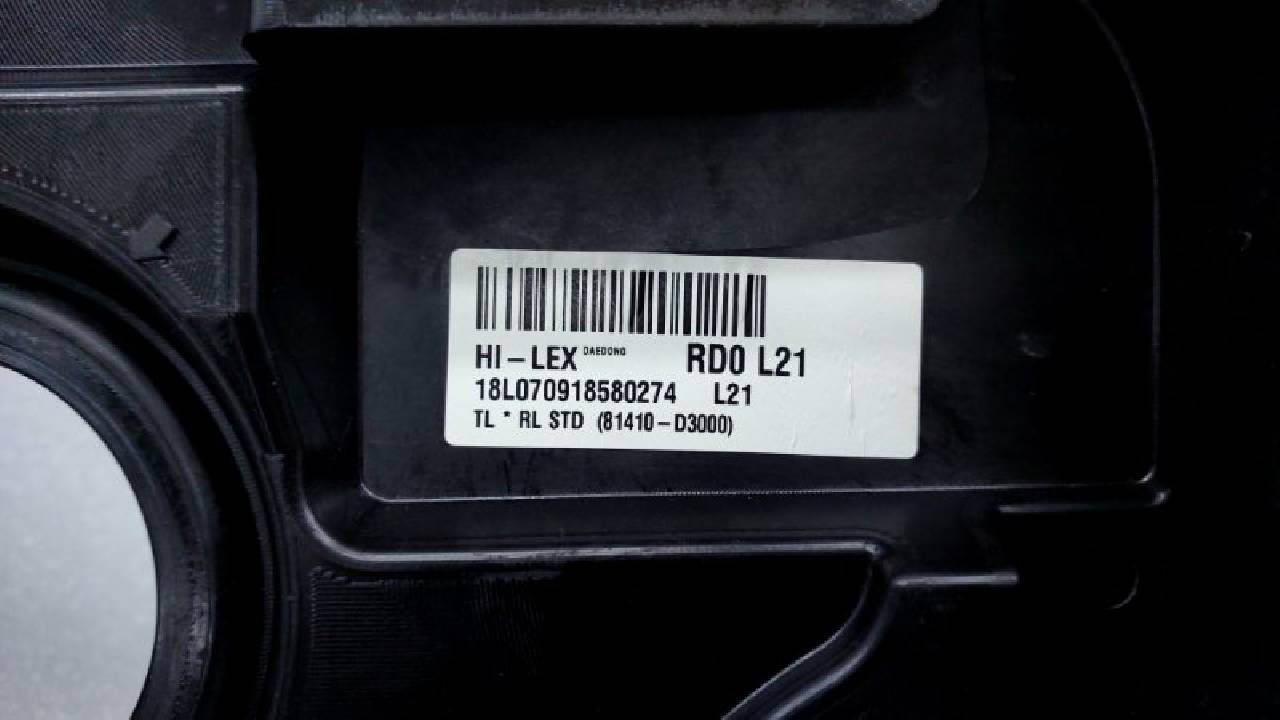 HI-LEX DAEDONG RD0 L21
18L070918580274 L21
TL * RL STD (81410-D3000)